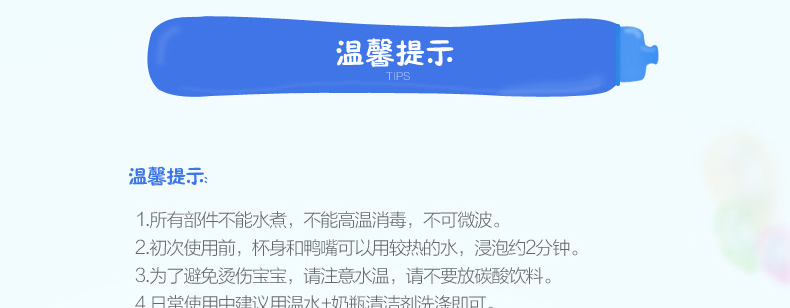 温馨提示
TIPS
温馨提示:
1.所有部件不能水煮，不能高温消毒，不可微波。
2.初次使用前，杯身和鸭嘴可以用较热的水，浸泡约2分钟。
3.为了避免烫伤宝宝，请注意水温，请不要放碳酸饮料。
4.日常使用中建议用温水+奶瓶清洁剂洗涤即可。